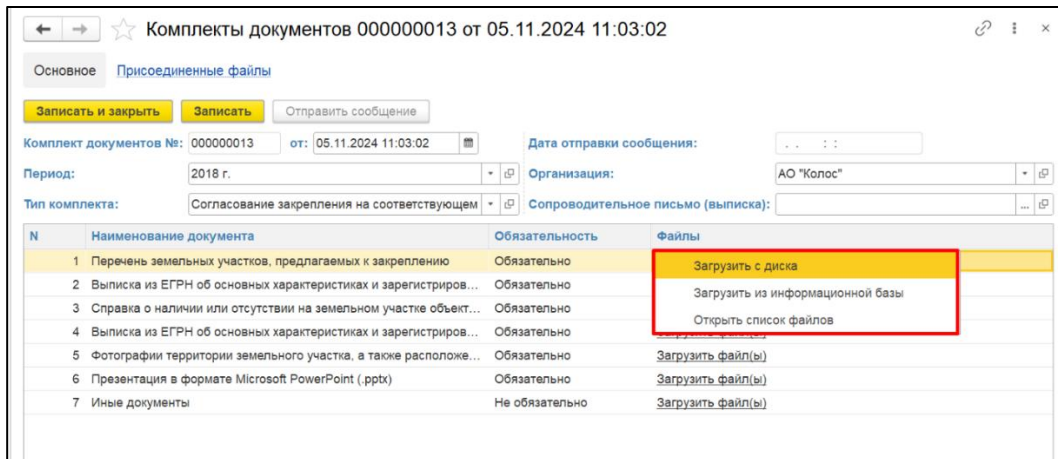 Комплекты документов 000000013 от 05.11.2024 11:03:02
Основное Присоединенные файлы
Записать и закрыть Записать Отправить сообщение
Комплект документов №: 000000013 от: 05.11.2024 11:03:02 Дата отправки сообщения: . . : :
Период: 2018 г. Организация: АО "Колос"
Тип комплекта: Согласование закрепления на соответствующем Сопроводительное письмо (выписка):
N Наименование документа Обязательность Файлы
1 Перечень земельных участков, предлагаемых к закреплению Обязательно Загрузить с диска
2 Выписка из ЕГРН об основных характеристиках и зарегистриров... Обязательно Загрузить из информационной базы
3 Справка о наличии или отсутствии на земельном участке объект... Обязательно Открыть список файлов
4 Выписка из ЕГРН об основных характеристиках и зарегистриров... Обязательно Загрузить файл(ы)
5 Фотографии территории земельного участка, а также расположе... Обязательно Загрузить файл(ы)
6 Презентация в формате Microsoft PowerPoint (.pptx) Обязательно Загрузить файл(ы)
7 Иные документы Не обязательно Загрузить файл(ы)